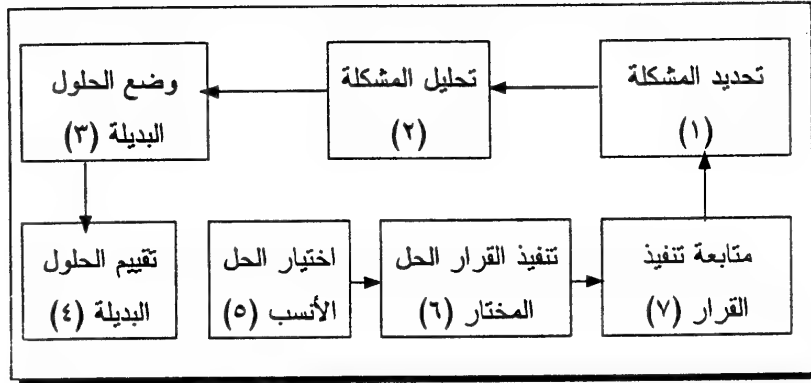 تحديد المشكلة
(١)
تحليل المشكلة
(٢)
وضع الحلول
البديلة (٣)
تقييم الحلول
البديلة (٤)
اختيار الحل
الأنسب (٥)
تنفيذ القرار الحل
المختار (٦)
متابعة تنفيذ
القرار (٧)